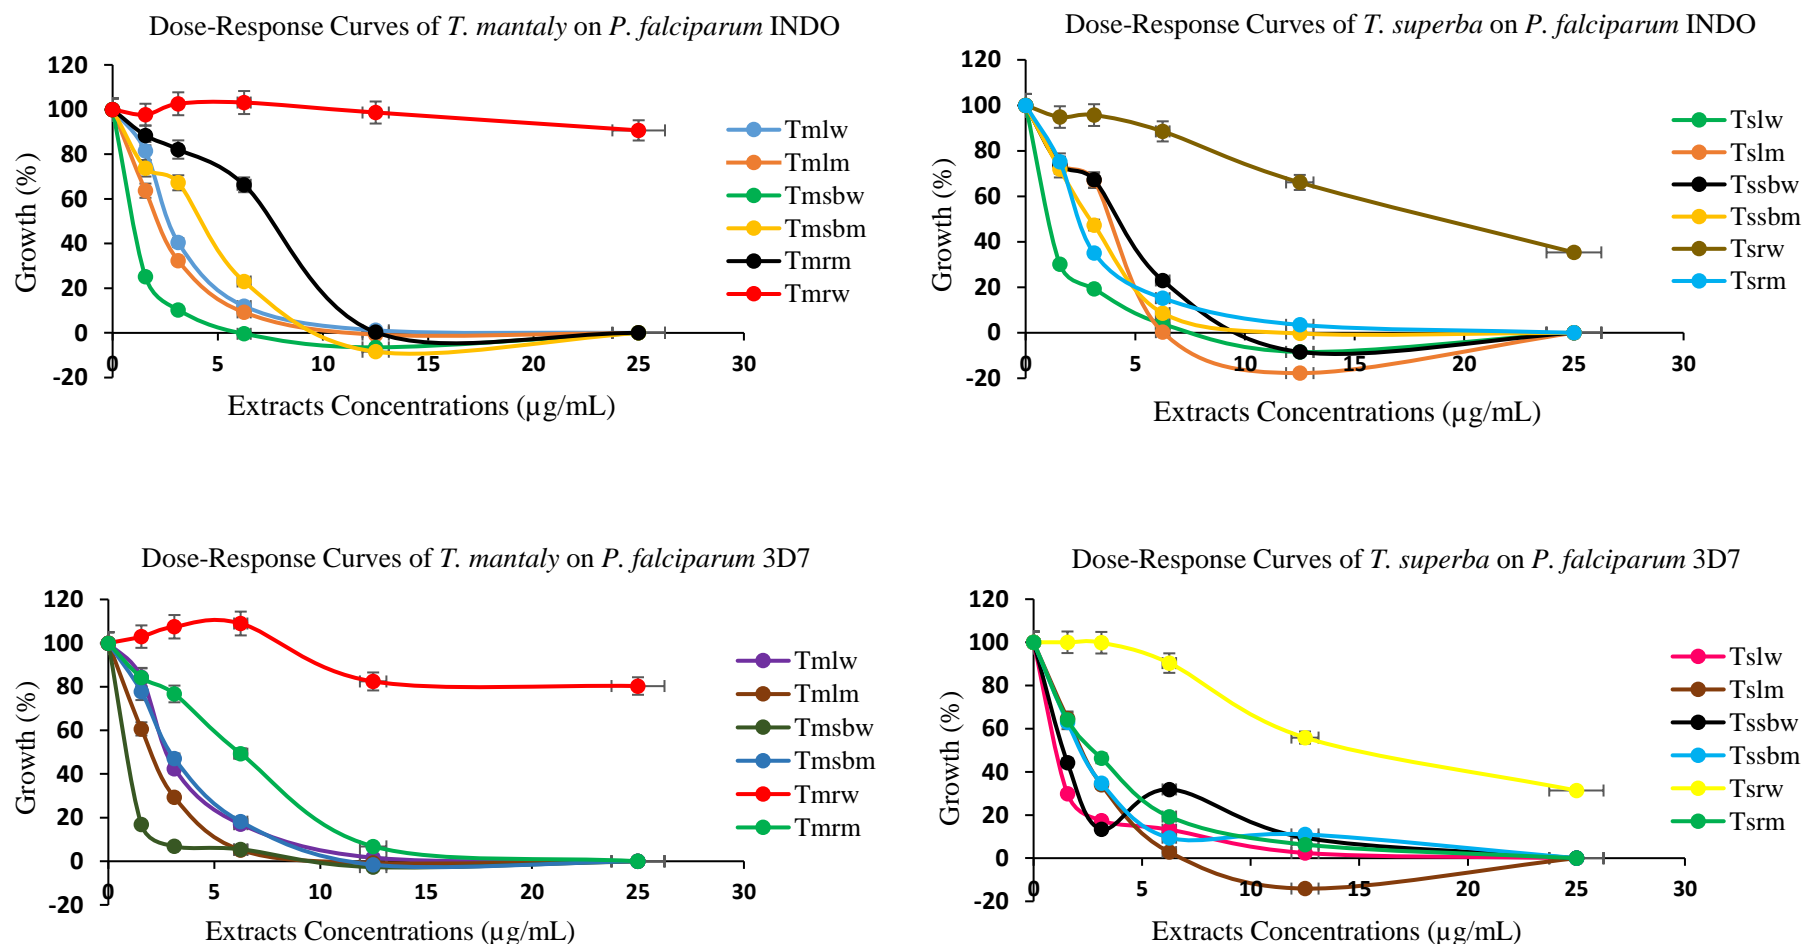 Dose-Response Curves of T. mantaly on P. falciparum INDO
120
100
80
60
40
20
0
-20
0
5
10
15
20
25
30
Growth (%)
Extracts Concentrations (µg/mL)
Tmlw
Tmlm
Tmsbw
Tmsbm
Tmrm
Tmrw
Dose-Response Curves of T. superba on P. falciparum INDO
120
100
80
60
40
20
0
-20
0
5
10
15
20
25
30
Growth (%)
Extracts Concentrations (µg/mL)
Tslw
Tslm
Tssbw
Tssbm
Tsrw
Tsrm
Dose-Response Curves of T. mantaly on P. falciparum 3D7
120
100
80
60
40
20
0
-20
0
5
10
15
20
25
30
Growth (%)
Extracts Concentrations (µg/mL)
Tmlw
Tmlm
Tmsbw
Tmsbm
Tmrw
Tmrm
Dose-Response Curves of T. superba on P. falciparum 3D7
120
100
80
60
40
20
0
-20
0
5
10
15
20
25
30
Growth (%)
Extracts Concentrations (µg/mL)
Tslw
Tslm
Tssbw
Tssbm
Tsrw
Tsrm